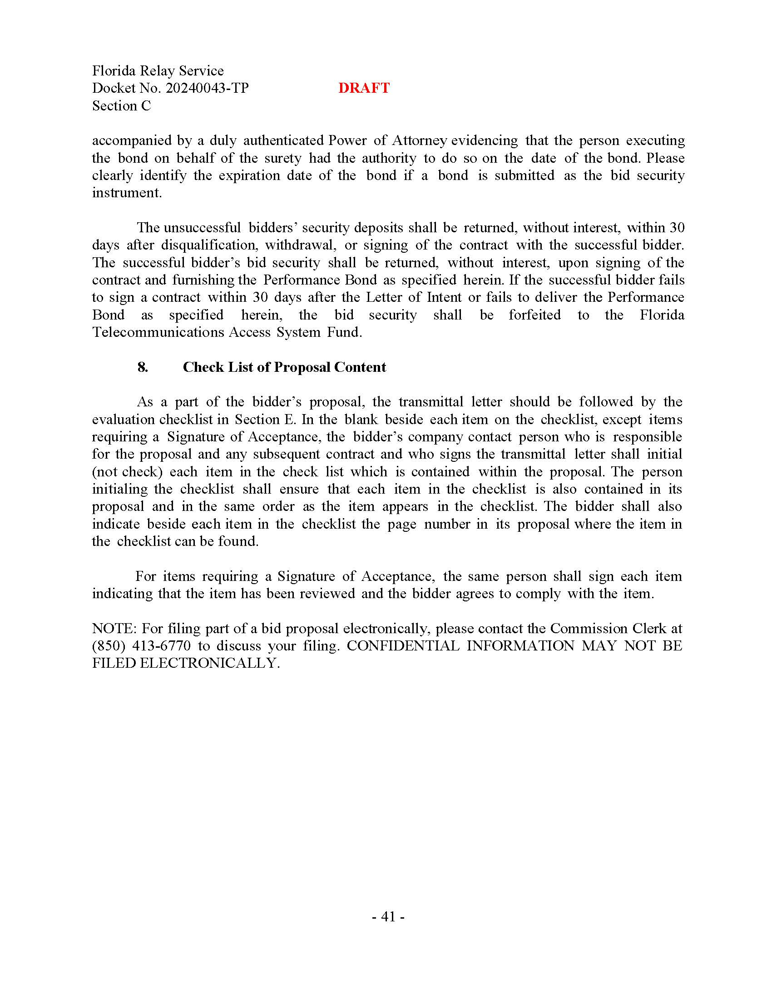 Florida Relay Service
Docket No. 20240043-TP DRAFT
Section C
accompanied by a duly authenticated Power of Attorney evidencing that the person executing
the bond on behalf of the surety had the authority to do so on the date of the bond. Please
clearly identify the expiration date of the bond if a bond is submitted as the bid security
instrument.
The unsuccessful bidders’ security deposits shall be returned, without interest, within 30
days after disqualification, withdrawal, or signing of the contract with the successful bidder.
The successful bidder’s bid security shall be returned, without interest, upon signing of the
contract and furnishing the Performance Bond as specified herein. If the successful bidder fails
to sign a contract within 30 days after the Letter of Intent or fails to deliver the Performance
Bond as specified herein, the bid security shall be forfeited to the Florida
Telecommunications Access System Fund.
8. Check List of Proposal Content
As a part of the bidder’s proposal, the transmittal letter should be followed by the
evaluation checklist in Section E. In the blank beside each item on the checklist, except items
requiring a Signature of Acceptance, the bidder’s company contact person who is responsible
for the proposal and any subsequent contract and who signs the transmittal letter shall initial
(not check) each item in the check list which is contained within the proposal. The person
initialing the checklist shall ensure that each item in the checklist is also contained in its
proposal and in the same order as the item appears in the checklist. The bidder shall also
indicate beside each item in the checklist the page number in its proposal where the item in
the checklist can be found.
For items requiring a Signature of Acceptance, the same person shall sign each item
indicating that the item has been reviewed and the bidder agrees to comply with the item.
NOTE: For filing part of a bid proposal electronically, please contact the Commission Clerk at
(850) 413-6770 to discuss your filing. CONFIDENTIAL INFORMATION MAY NOT BE
FILED ELECTRONICALLY.
- 41 -